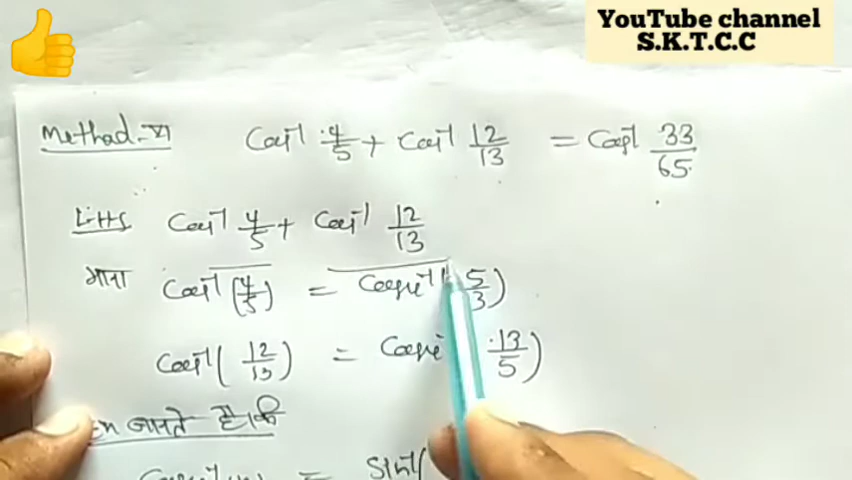 YouTube channel
S.K.T.C.C
Method-
Cos⁻¹ 4/5 + Cos⁻¹ 12/13 = Cos⁻¹ 33/65
LHS Cos⁻¹ 4/5 + Cos⁻¹ 12/13
माना Cos⁻¹(4/5) = Cosec⁻¹(5/3)
Cos⁻¹(12/13) = Cosec 13/5)
जानते है कि
= Sin⁻¹(